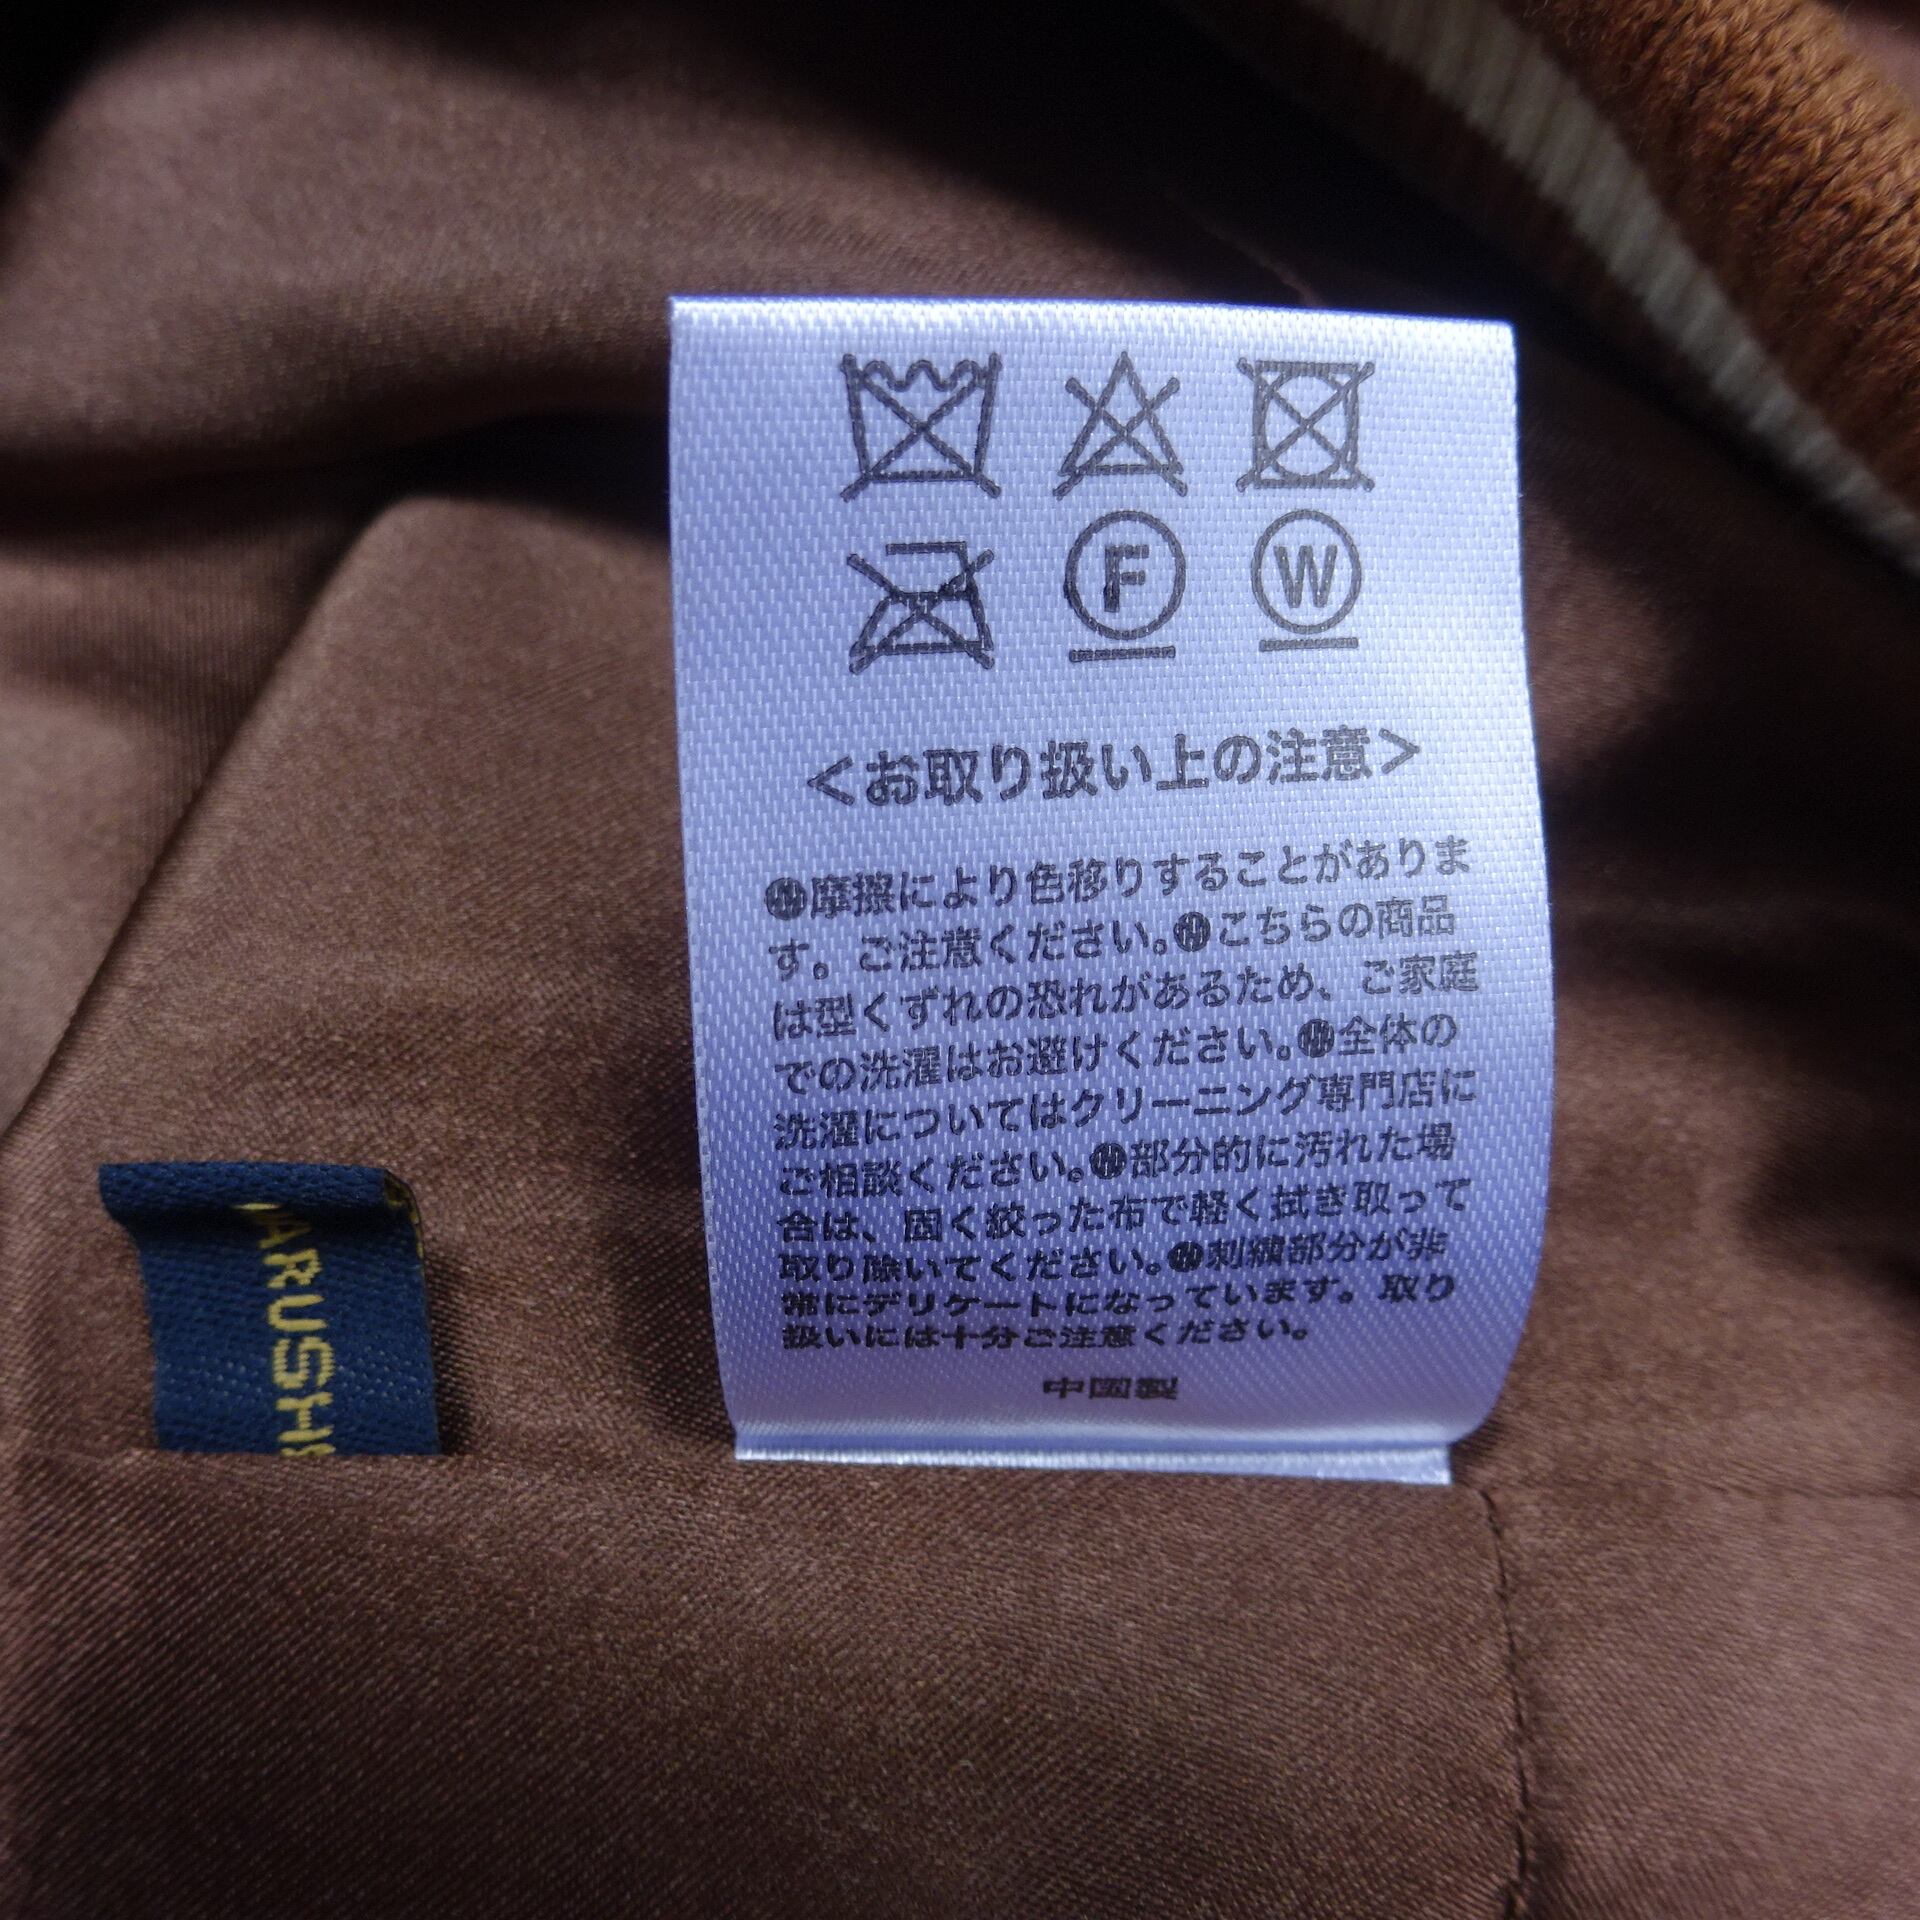 F W
<お取り扱い上の注意>
摩擦により色移りすることがありま
す。ご注意ください。こちらの商品
は型くずれの恐れがあるため、ご家庭
での洗濯はお避けください。全体の
洗濯についてはクリーニング専門店に
ご相談ください。部分的に汚れた場
合は、固く絞った布で軽く拭き取って
取り除いてください。刺繍部分が非
常にデリケートになっています。取り
扱いには十分ご注意ください。
中国製
ARUSH